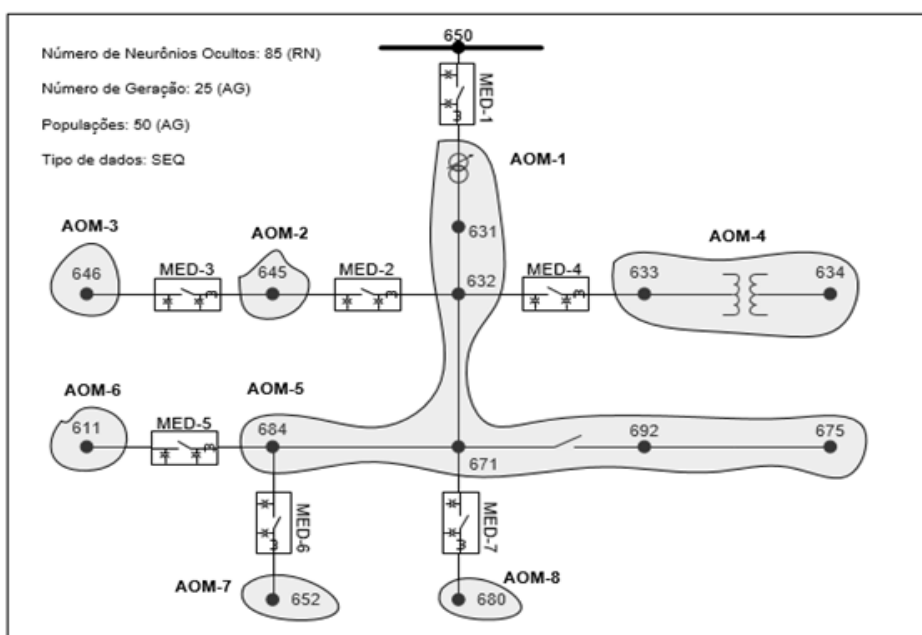 650
Número de Neurônios Ocultos: 85 (RN)
Número de Geração: 25 (AG)
Populações: 50 (AG)
Tipo de dados: SEQ
MED-1
AOM-1
631
AOM-3
AOM-2
AOM-4
646
MED-3
645
MED-2
632
MED-4
633
634
AOM-6
AOM-5
611
MED-5
684
671
692
675
MED-6
MED-7
AOM-7
652
680
AOM-8